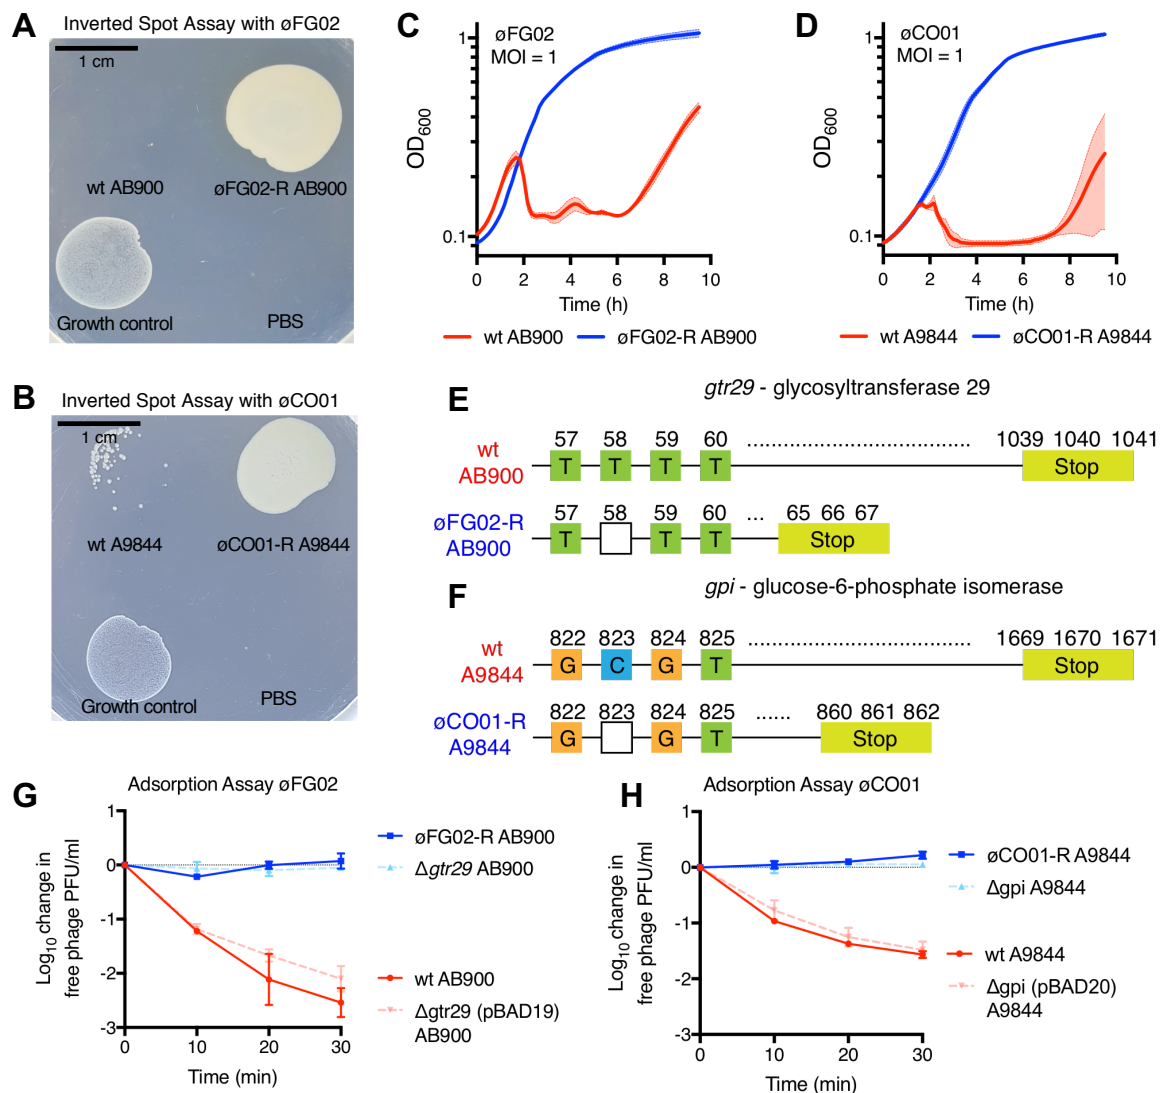 A
Inverted Spot Assay with øFG02
1 cm
wt AB900
øFG02-R AB900
Growth control
PBS
B
Inverted Spot Assay with øCO01
1 cm
wt A9844
øCO01-R A9844
Growth control
PBS
C
øFG02
MOI = 1
OD600
1
0.1
0 2 4 6 8 10
Time (h)
wt AB900
øFG02-R AB900
D
øCO01
MOI = 1
OD600
1
0.1
0 2 4 6 8 10
Time (h)
wt A9844
øCO01-R A9844
E
gtr29 - glycosyltransferase 29
wt
AB900
57 58 59 60 1039 1040 1041
T T T T Stop
øFG02-R
AB900
57 58 59 60 ... 65 66 67
T T T Stop
F
gpi - glucose-6-phosphate isomerase
wt
A9844
822 823 824 825 1669 1670 1671
G C G T Stop
øCO01-R
A9844
822 823 824 825 ...... 860 861 862
G G T Stop
G
Adsorption Assay øFG02
Log10 change in
free phage PFU/ml
1
0
-1
-2
-3
0 10 20 30
Time (min)
øFG02-R AB900
Δgtr29 AB900
wt AB900
Δgtr29 (pBAD19)
AB900
H
Adsorption Assay øCO01
Log10 change in
free phage PFU/ml
1
0
-1
-2
-3
0 10 20 30
Time (min)
øCO01-R A9844
Δgpi A9844
wt A9844
Δgpi (pBAD20)
A9844